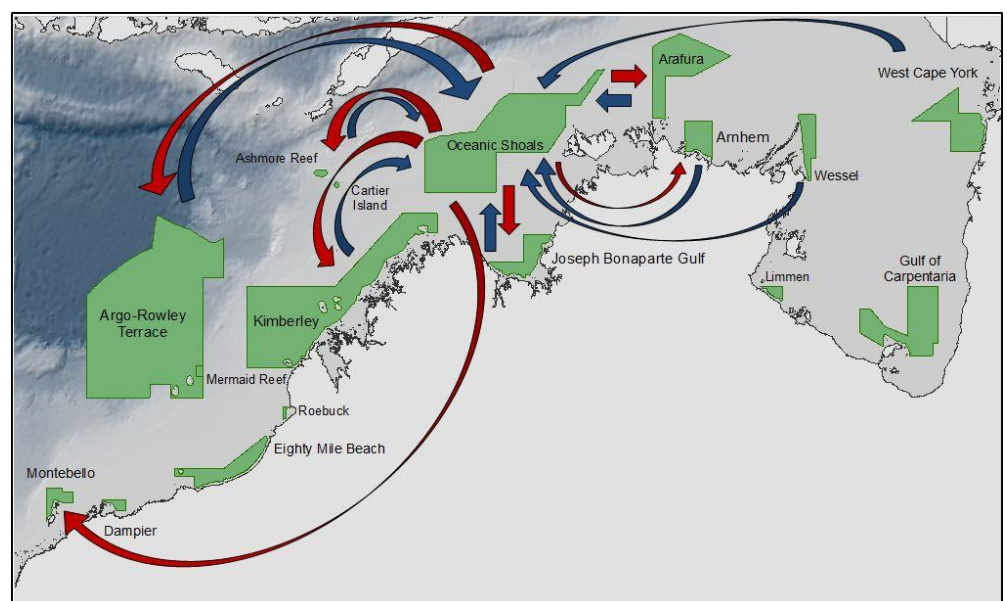 Arafura
West Cape York
Arnhem
Oceanic Shoals
Ashmore Reef
Wessel
Cartier
Island
Joseph Bonaparte Gulf
Gulf of
Carpentaria
Limmen
Argo-Rowley
Terrace
Kimberley
Mermaid Reef
Roebuck
Eighty Mile Beach
Montebello
Dampier